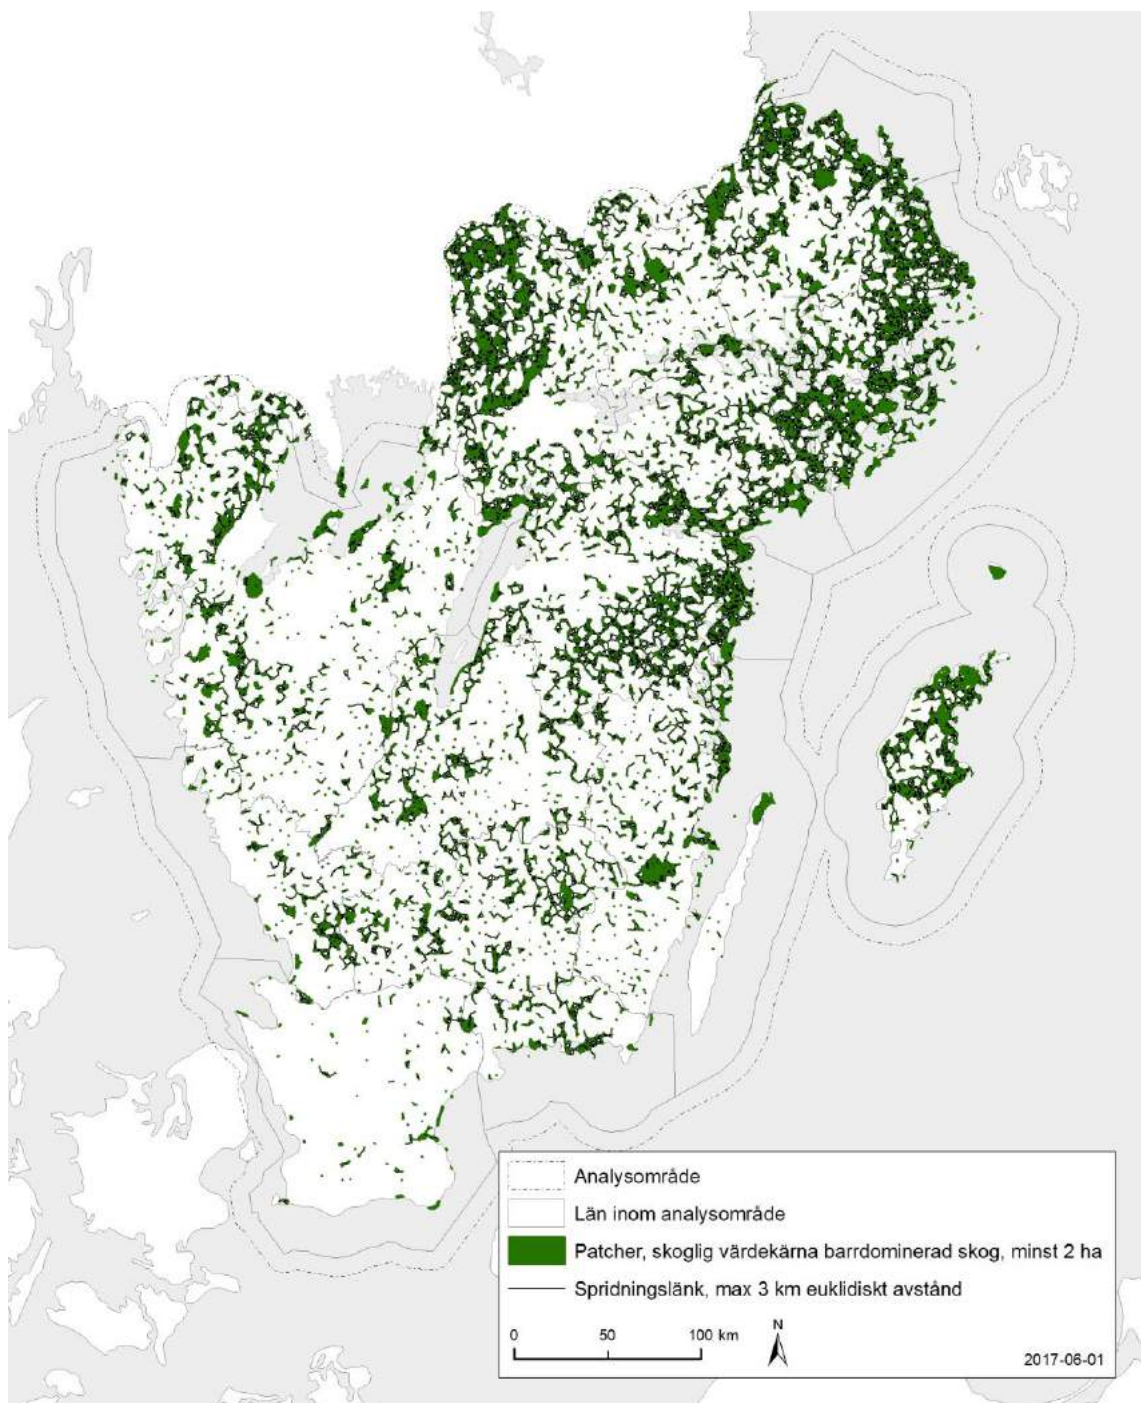 Analysområde
Län inom analysområde
Patcher, skoglig värdekärna barrdominerad skog, minst 2 ha
Spridningslänk, max 3 km euklidiskt avstånd
0 50 100 km
N
2017-06-01